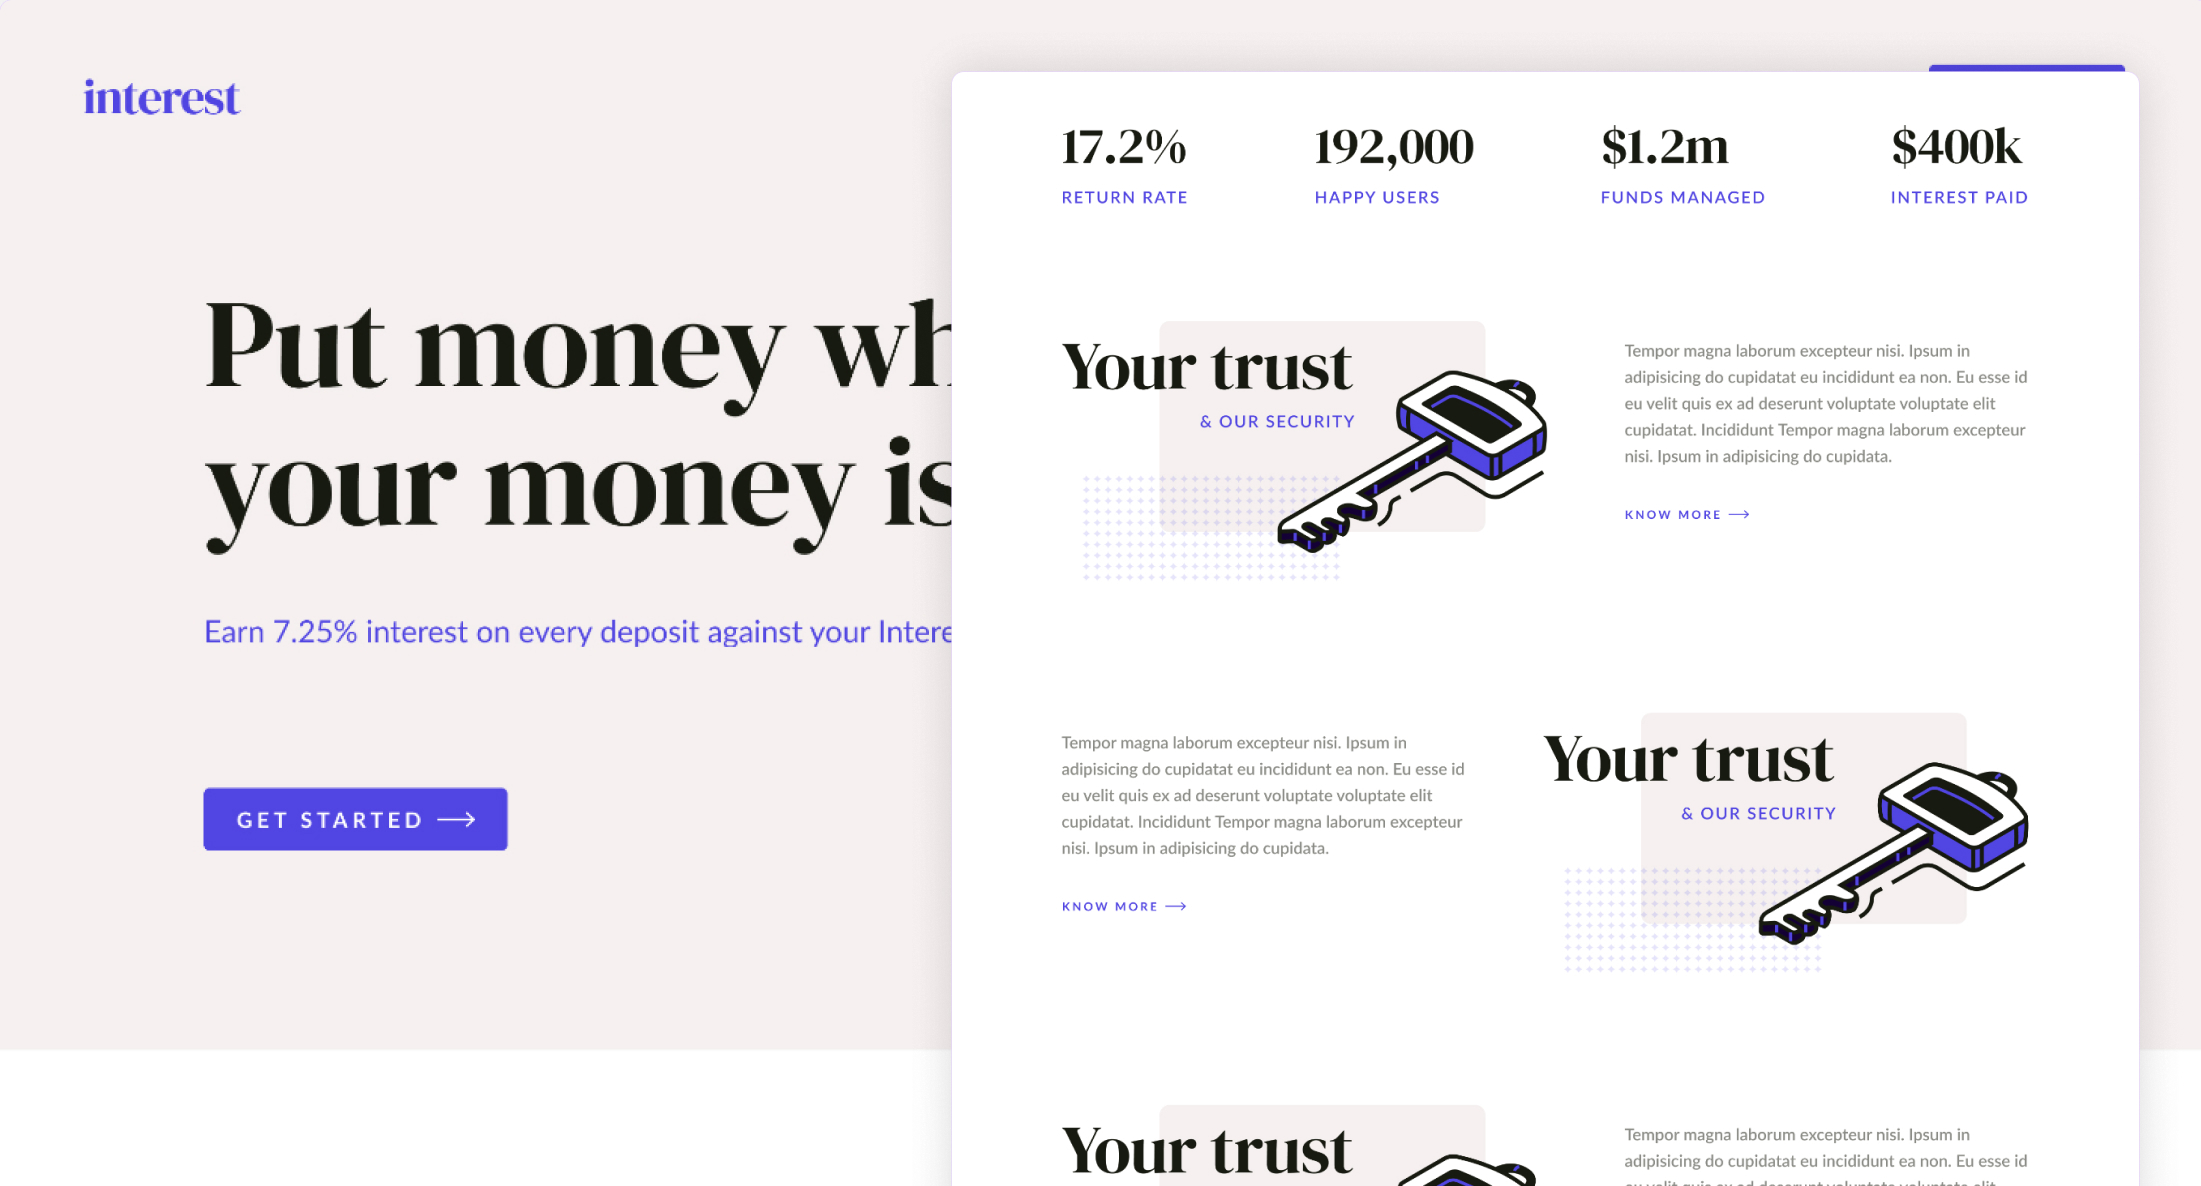 interest
Put money wh
your money is
Earn 7.25% interest on every deposit against your Intere
GET STARTED
17.2%
RETURN RATE
192,000
HAPPY USERS
$1.2m
FUNDS MANAGED
$400k
INTEREST PAID
Your trust
& OUR SECURITY
Tempor magna laborum excepteur nisi. Ipsum in
adipisicing do cupidatat eu incididunt ea non. Eu esse id
eu velit quis ex ad deserunt voluptate voluptate elit
cupidatat. Incididunt Tempor magna laborum excepteur
nisi. Ipsum in adipisicing do cupidata.
KNOW MORE
Tempor magna laborum excepteur nisi. Ipsum in
adipisicing do cupidatat eu incididunt ea non. Eu esse id
eu velit quis ex ad deserunt voluptate voluptate elit
cupidatat. Incididunt Tempor magna laborum excepteur
nisi. Ipsum in adipisicing do cupidata.
KNOW MORE
Your trust
& OUR SECURITY
Your trust
Tempor magna laborum excepteur nisi. Ipsum in
adipisicing do cupidatat eu incididunt ea non. Eu esse id